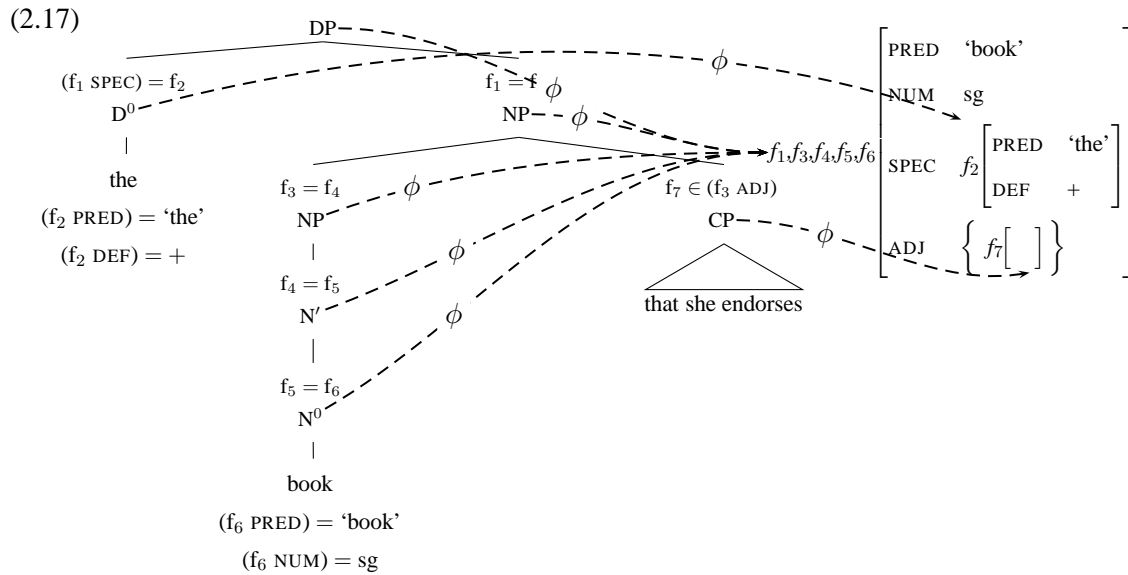 (2.17)
DP
(f₁ SPEC) = f₂
f₁ = f
D⁰
NP
the
(f₂ PRED) = ‘the’
(f₂ DEF) = +
f₃ = f₄
f₇ ∈ (f₃ ADJ)
NP
CP
that she endorses
f₄ = f₅
N′
f₅ = f₆
N⁰
book
(f₆ PRED) = ‘book’
(f₆ NUM) = sg
ϕ
ϕ
ϕ
ϕ
ϕ
ϕ
ϕ
f₁,f₃,f₄,f₅,f₆
PRED ‘book’
NUM sg
SPEC f₂ [ PRED ‘the’
DEF + ]
ADJ { f₇[ ] }